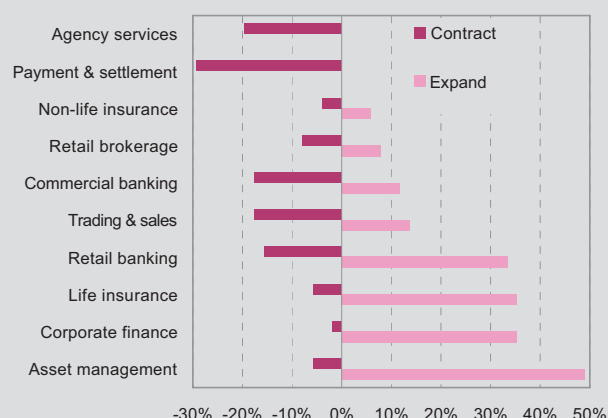 Agency services
Contract
Payment & settlement
Expand
Non-life insurance
Retail brokerage
Commercial banking
Trading & sales
Retail banking
Life insurance
Corporate finance
Asset management
-30% -20% -10% 0% 10% 20% 30% 40% 50%